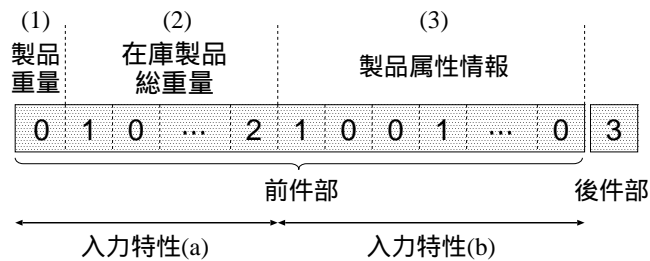 (1) (2) (3)
製品重量
在庫製品総重量
製品属性情報
0 1 0 … 2 1 0 0 1 … 0 3
前件部 後件部
入力特性(a) 入力特性(b)